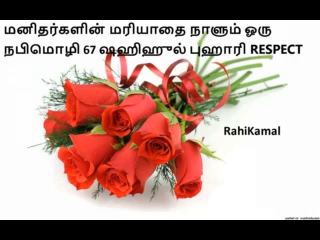 மனிதர்களின் மரியாதை நாளும் ஒரு
நபிமொழி 67 ஷஹிஹுல் புஹாரி RESPECT
RahiKamal